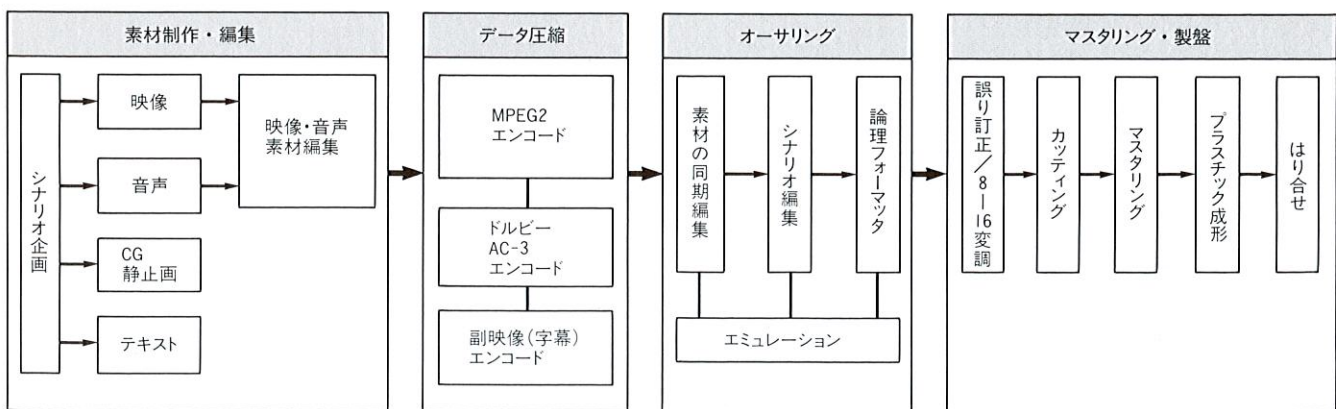 素材制作・編集
シナリオ企画
映像
音声
CG
静止画
テキスト
映像・音声
素材編集
データ圧縮
MPEG2
エンコード
ドルビー
AC-3
エンコード
副映像(字幕)
エンコード
オーサリング
素材の同期編集
シナリオ編集
論理フォーマッタ
エミュレーション
マスタリング・製盤
誤り訂正/8-16変調
カッティング
マスタリング
プラスチック成形
はり合せ